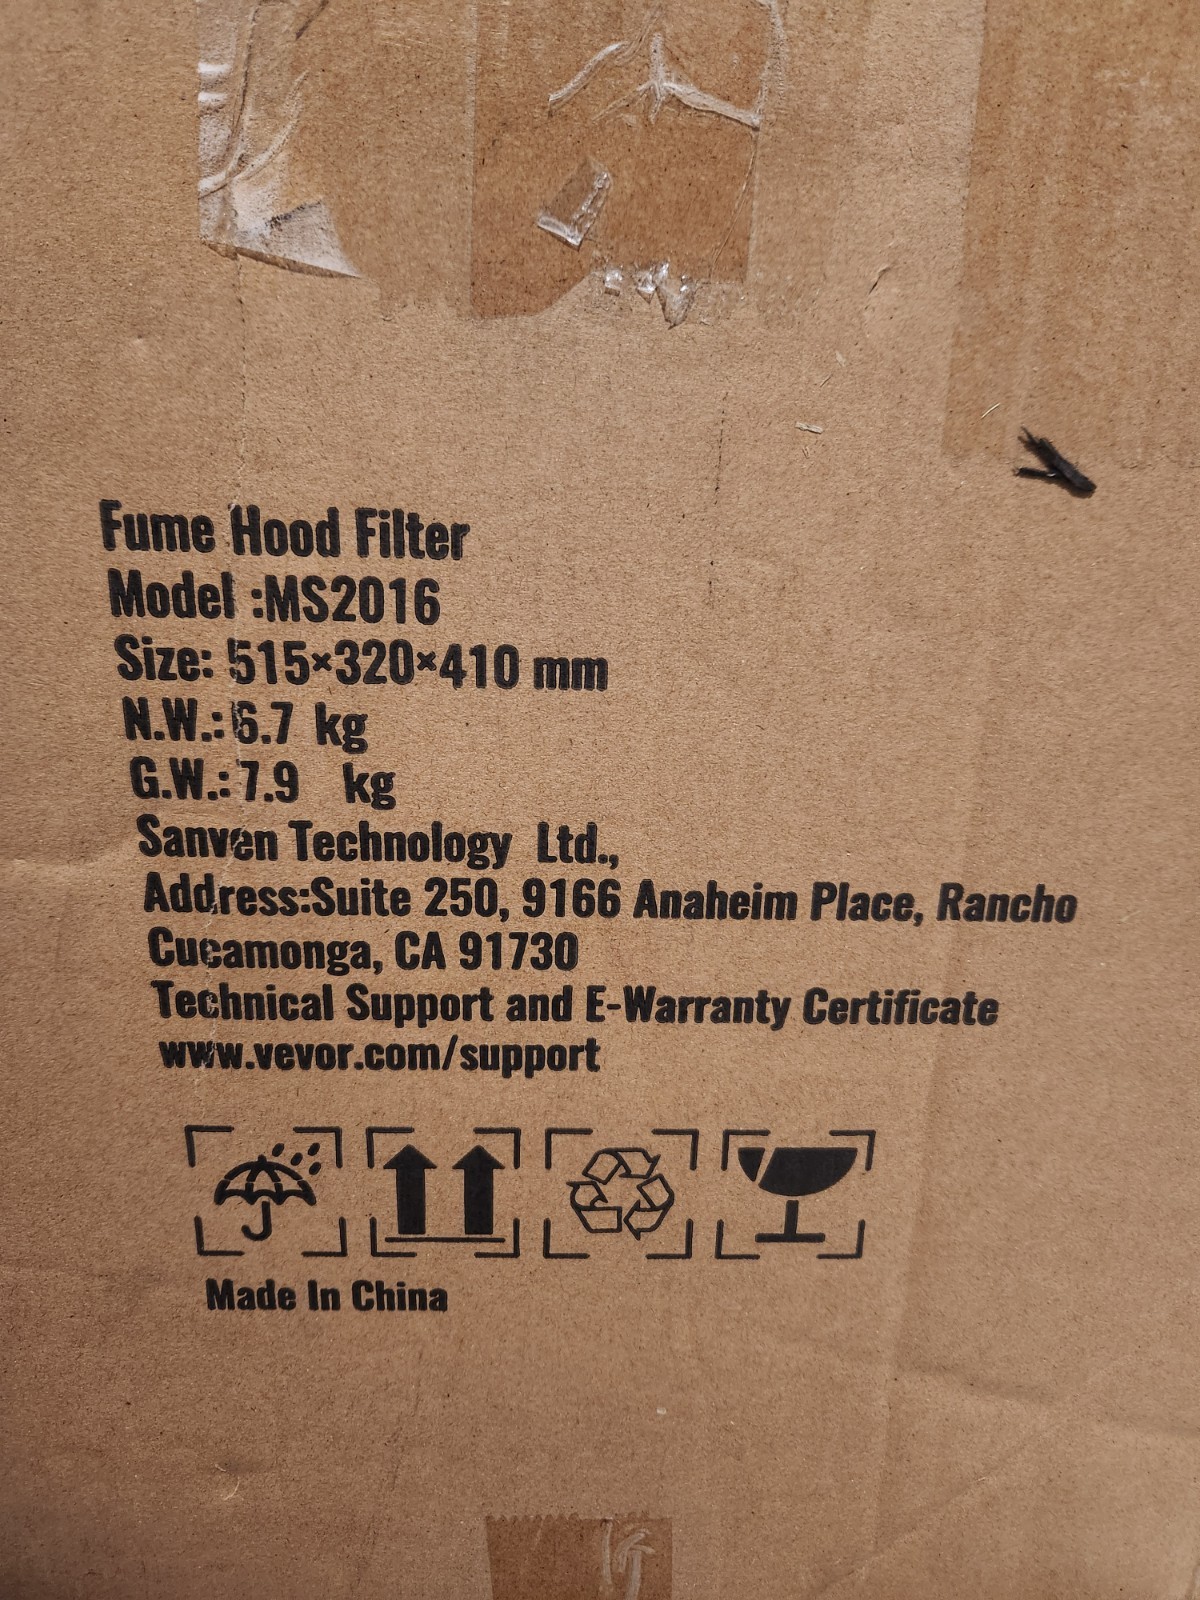 Fume Hood Filter
Model :MS2016
Size: 515×320×410 mm
N.W.: 6.7 kg
G.W.: 7.9 kg
Sanven Technology Ltd.,
Address:Suite 250, 9166 Anaheim Place, Rancho
Cucamonga, CA 91730
Technical Support and E-Warranty Certificate
www.vevor.com/support
Made In China